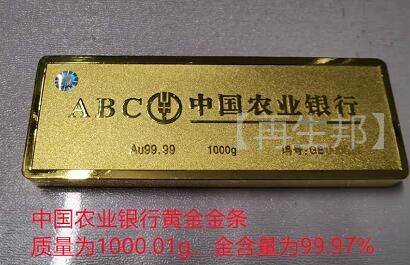 ABC 中国农业银行
【再生邦】
Au99.99 1000g 编号:
中国农业银行黄金金条
质量为1000.01g，金含量为99.97%